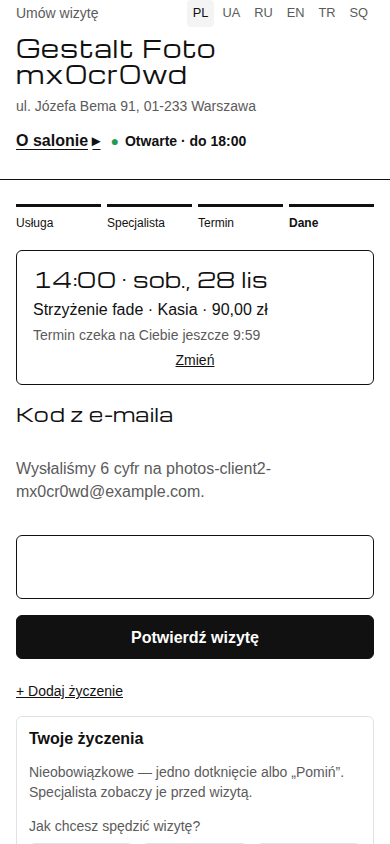 Umów wizytę
PL UA RU EN TR SQ
Gestalt Foto
mx0cr0wd
ul. Józefa Bema 91, 01-233 Warszawa
O salonie ▸ ● Otwarte · do 18:00
Usługa Specjalista Termin Dane
14:00 · sob., 28 lis
Strzyżenie fade · Kasia · 90,00 zł
Termin czeka na Ciebie jeszcze 9:59
Zmień
Kod z e-maila
Wysłaliśmy 6 cyfr na photos-client2-
mx0cr0wd@example.com.
Potwierdź wizytę
+ Dodaj życzenie
Twoje życzenia
Nieobowiązkowe — jedno dotknięcie albo „Pomiń”.
Specjalista zobaczy je przed wizytą.
Jak chcesz spędzić wizytę?